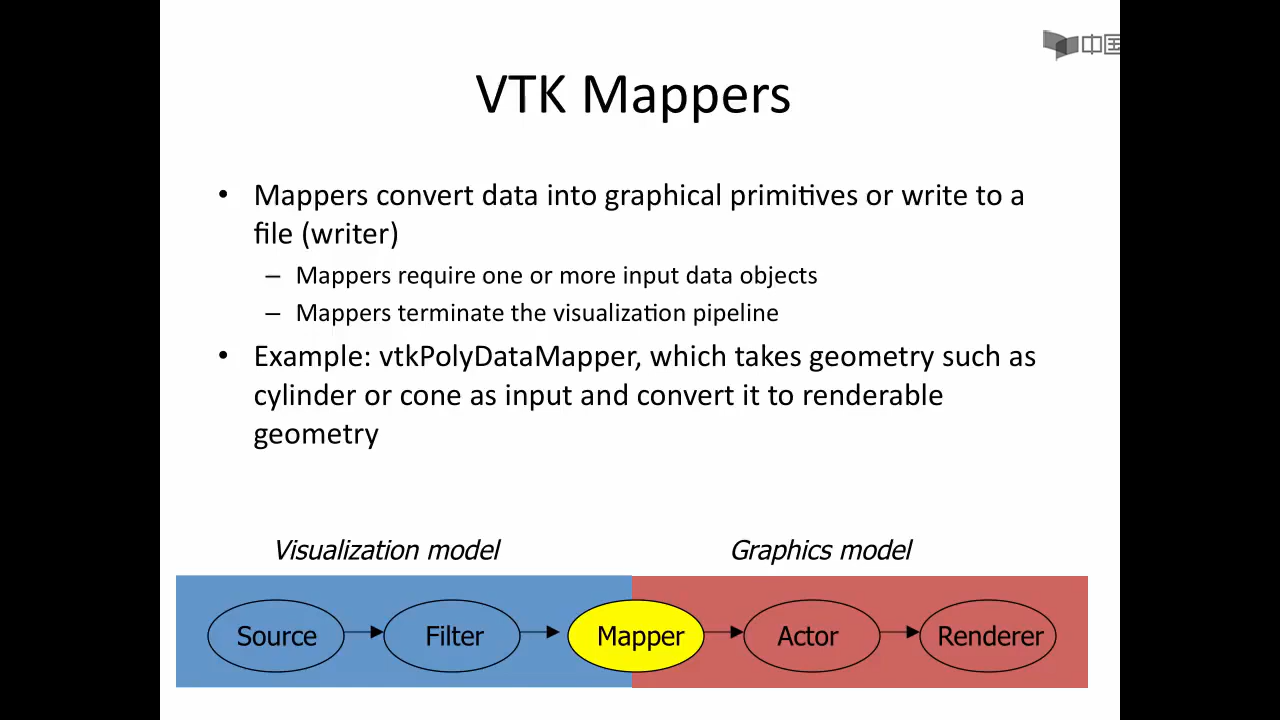 中国
VTK Mappers
• Mappers convert data into graphical primitives or write to a
file (writer)
– Mappers require one or more input data objects
– Mappers terminate the visualization pipeline
• Example: vtkPolyDataMapper, which takes geometry such as
cylinder or cone as input and convert it to renderable
geometry
Visualization model
Graphics model
Source
Filter
Mapper
Actor
Renderer